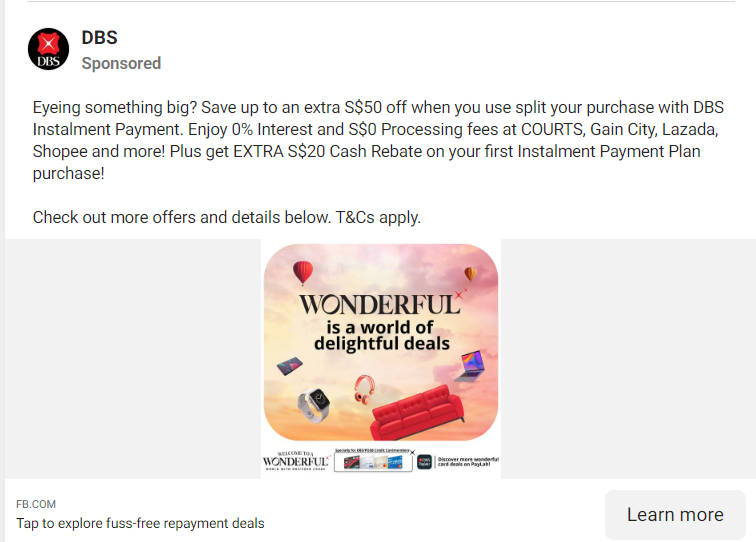 DBS
Sponsored
DBS
Eyeing something big? Save up to an extra S$50 off when you use split your purchase with DBS
Instalment Payment. Enjoy 0% Interest and S$0 Processing fees at COURTS, Gain City, Lazada,
Shopee and more! Plus get EXTRA S$20 Cash Rebate on your first Instalment Payment Plan
purchase!
Check out more offers and details below. T&Cs apply.
WONDERFUL
is a world of
delightful deals
WELCOME TO A
WONDERFUL
WORLD WITH DBS/POSB CARDS
Specially for DBS/POSB Credit Cardmembers
Discover more wonderful
card deals on PayLah!
FB.COM
Tap to explore fuss-free repayment deals
Learn more